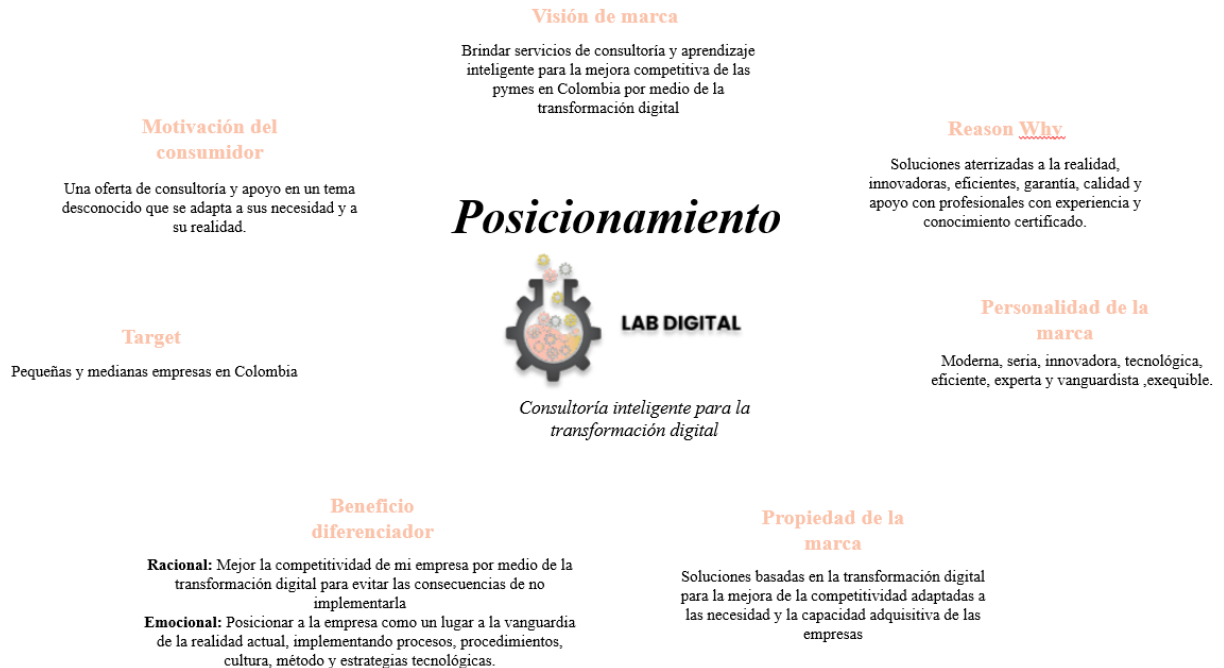 Visión de marca
Brindar servicios de consultoría y aprendizaje
inteligente para la mejora competitiva de las
pymes en Colombia por medio de la
transformación digital
Motivación del
consumidor
Una oferta de consultoría y apoyo en un tema
desconocido que se adapta a sus necesidad y a
su realidad.
Reason Why
Soluciones aterrizadas a la realidad,
innovadoras, eficientes, garantía, calidad y
apoyo con profesionales con experiencia y
conocimiento certificado.
Posicionamiento
LAB DIGITAL
Consultoría inteligente para la
transformación digital
Target
Pequeñas y medianas empresas en Colombia
Personalidad de la
marca
Moderna, seria, innovadora, tecnológica,
eficiente, experta y vanguardista ,exequible.
Beneficio
diferenciador
Racional: Mejor la competitividad de mi empresa por medio de la
transformación digital para evitar las consecuencias de no
implementarla
Emocional: Posicionar a la empresa como un lugar a la vanguardia
de la realidad actual, implementando procesos, procedimientos,
cultura, método y estrategias tecnológicas.
Propiedad de la
marca
Soluciones basadas en la transformación digital
para la mejora de la competitividad adaptadas a
las necesidad y la capacidad adquisitiva de las
empresas